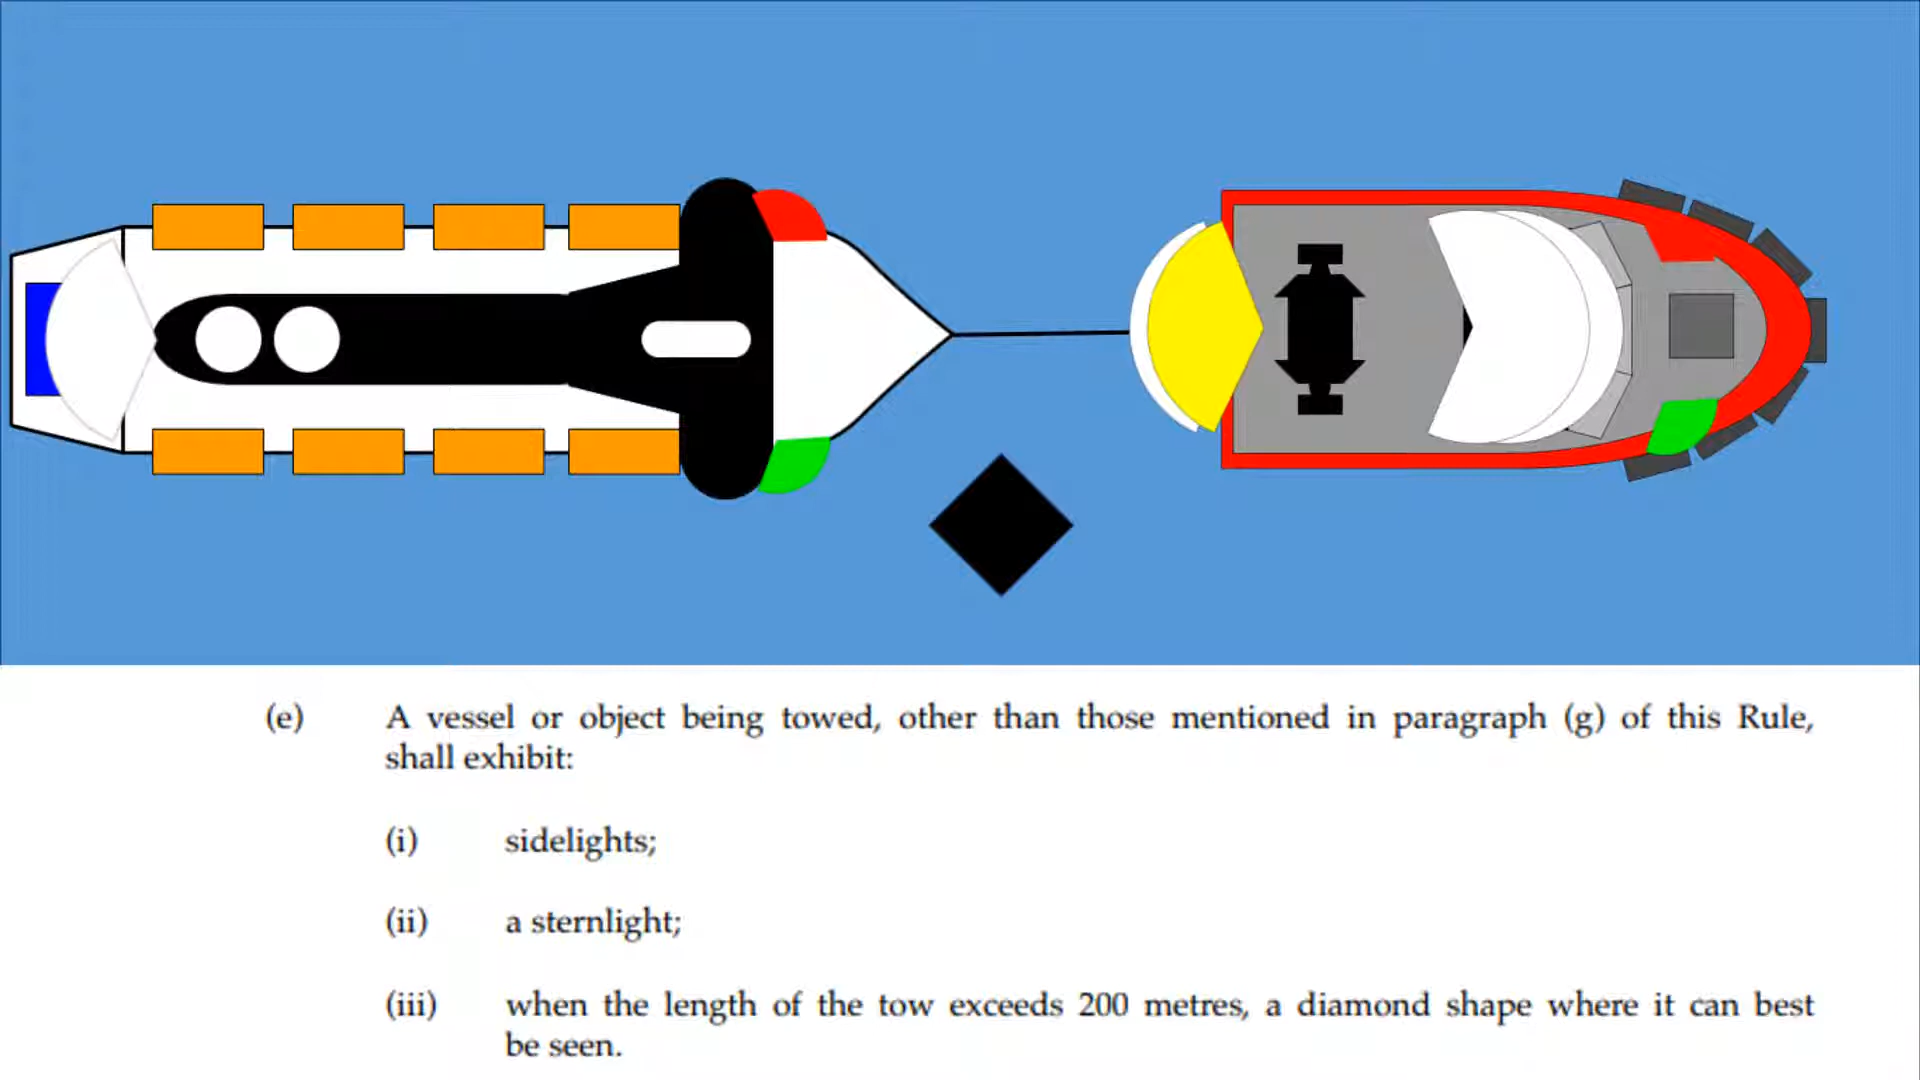 (e) A vessel or object being towed, other than those mentioned in paragraph (g) of this Rule,
shall exhibit:
(i) sidelights;
(ii) a sternlight;
(iii) when the length of the tow exceeds 200 metres, a diamond shape where it can best
be seen.